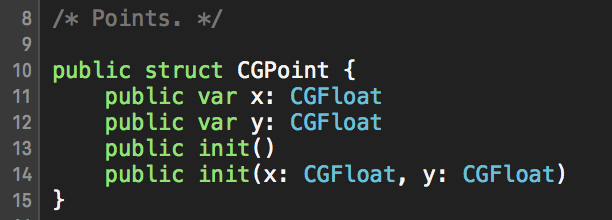 8 /* Points. */
9
10 public struct CGPoint {
11     public var x: CGFloat
12     public var y: CGFloat
13     public init()
14     public init(x: CGFloat, y: CGFloat)
15 }